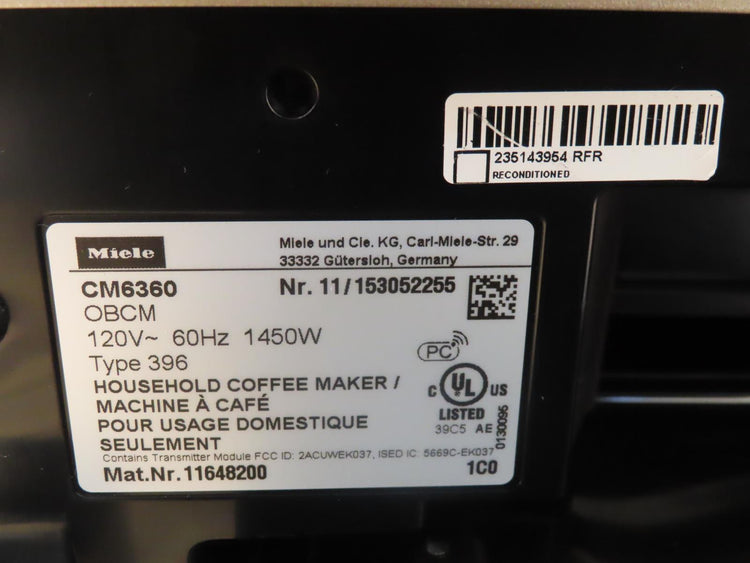 235143954 RFR
RECONDITIONED
Miele
Miele und Cie. KG, Carl-Miele-Str. 29
33332 Gütersloh, Germany
CM6360
Nr. 11/153052255
OBCM
120V~ 60Hz 1450W
Type 396
PC
HOUSEHOLD COFFEE MAKER /
MACHINE À CAFÉ
POUR USAGE DOMESTIQUE
SEULEMENT
C UL US
LISTED
39C5 AE
0130096
Contains Transmitter Module FCC ID: 2ACUWEK037, ISED IC: 5669C-EK037
Mat.Nr.11648200
1C0